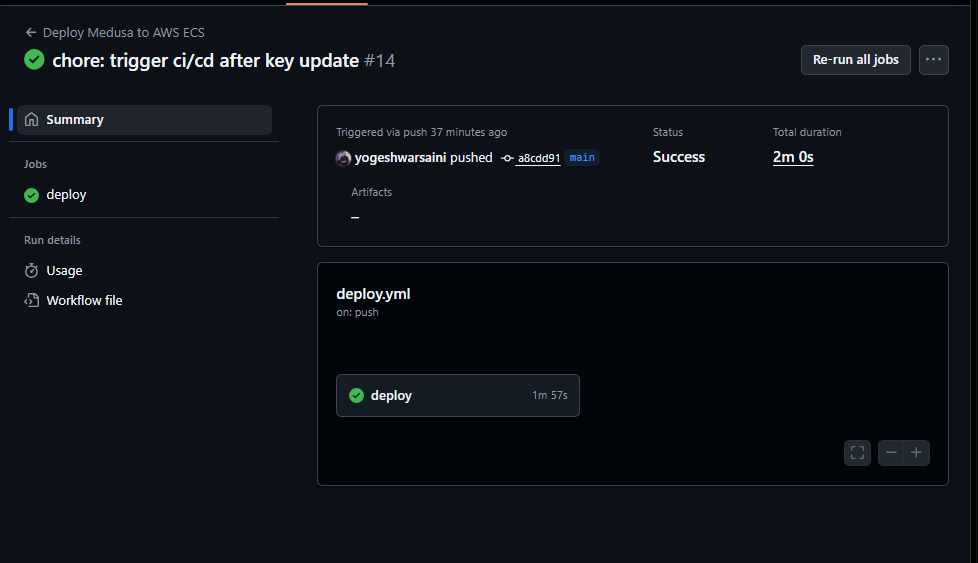 Deploy Medusa to AWS ECS
chore: trigger ci/cd after key update #14
Re-run all jobs
Summary
Jobs
deploy
Run details
Usage
Workflow file
Triggered via push 37 minutes ago
yogeshwarsaini pushed a8cdd91 main
Status
Success
Total duration
2m 0s
Artifacts
–
deploy.yml
on: push
deploy 1m 57s